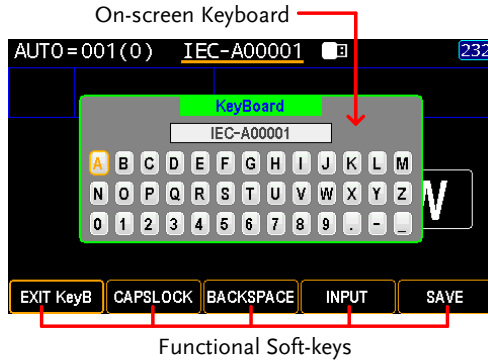 On-screen Keyboard
AUTO=001(0) IEC-A00001 232
KeyBoard
IEC-A00001
A B C D E F G H I J K L M
N O P Q R S T U V W X Y Z
0 1 2 3 4 5 6 7 8 9 . - _
EXIT KeyB CAPSLOCK BACKSPACE INPUT SAVE
Functional Soft-keys